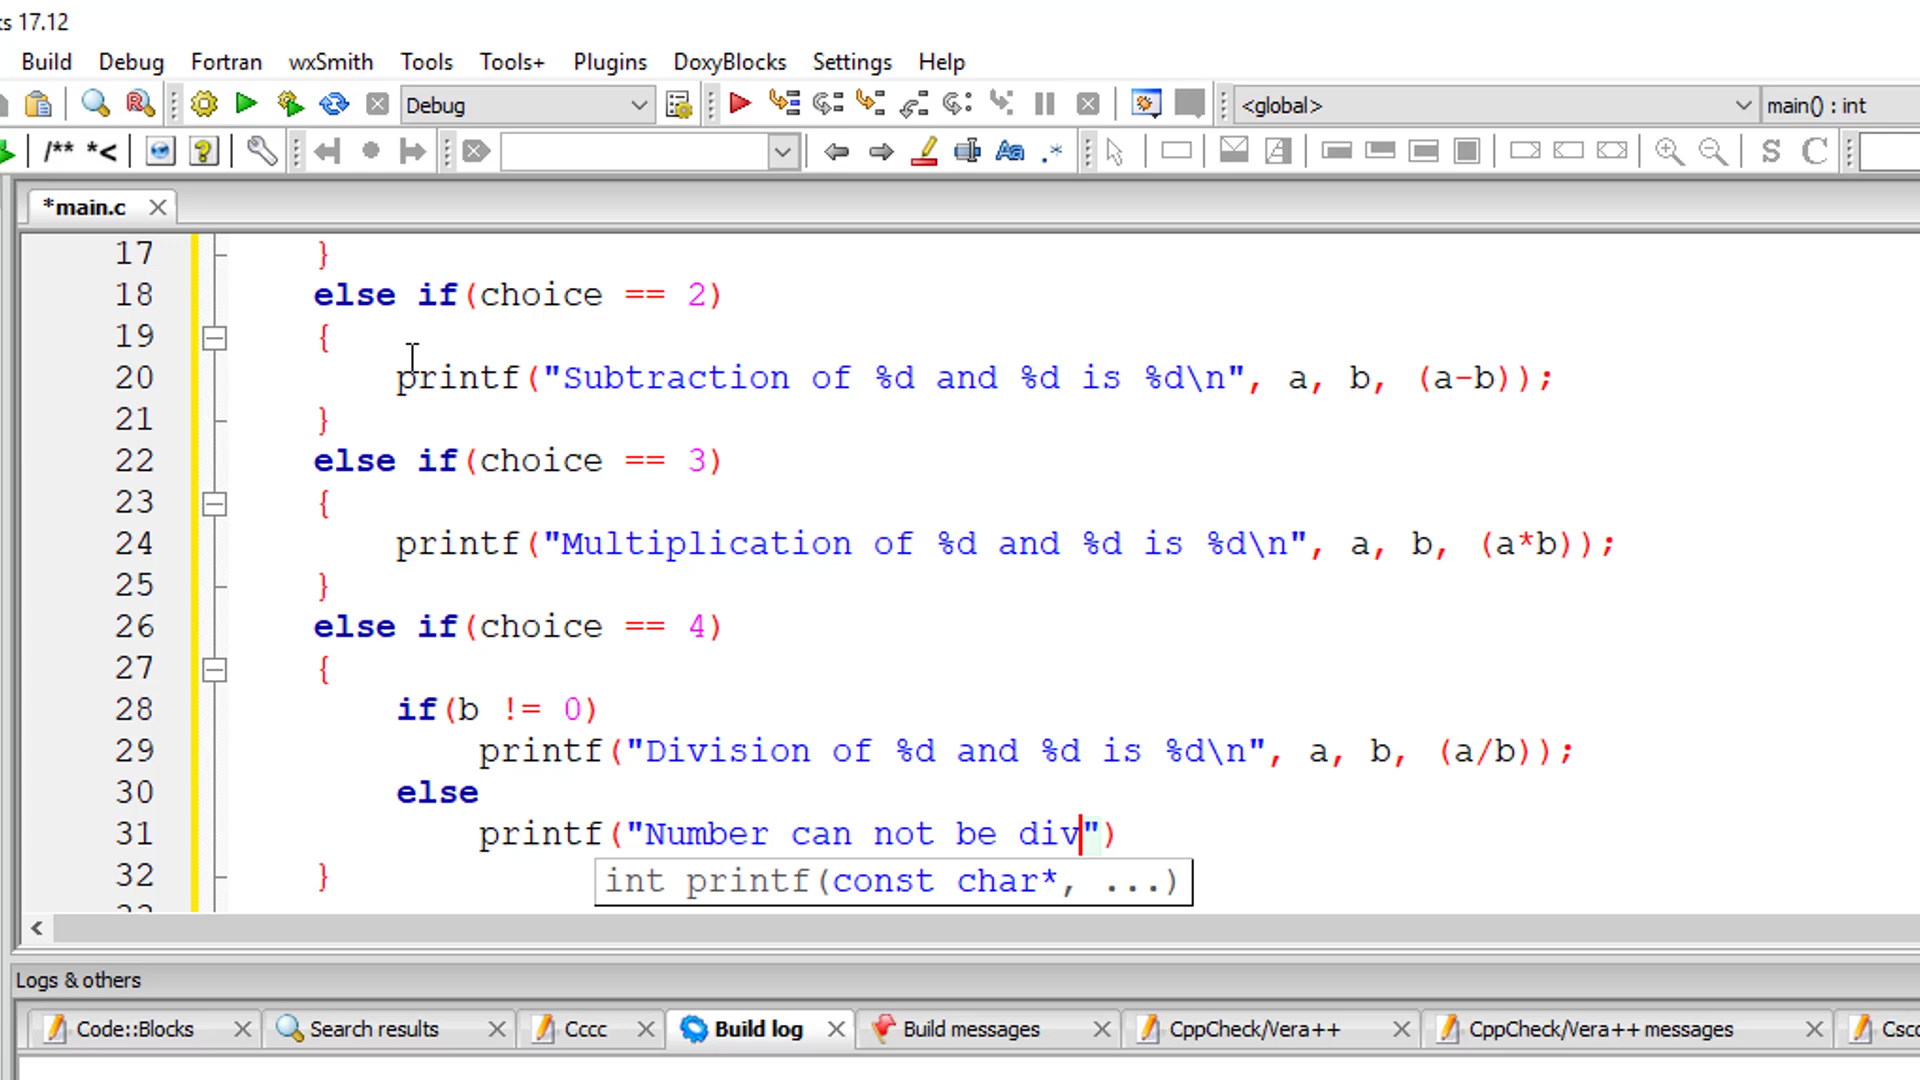 ks 17.12
Build Debug Fortran wxSmith Tools Tools+ Plugins DoxyBlocks Settings Help
Debug <global> main() : int
/** *< Aa .* S C
*main.c
17 }
18 else if(choice == 2)
19 {
20 printf("Subtraction of %d and %d is %d\n", a, b, (a-b));
21 }
22 else if(choice == 3)
23 {
24 printf("Multiplication of %d and %d is %d\n", a, b, (a*b));
25 }
26 else if(choice == 4)
27 {
28 if(b != 0)
29 printf("Division of %d and %d is %d\n", a, b, (a/b));
30 else
31 printf("Number can not be div")
32 }
int printf(const char*, ...)
Logs & others
Code::Blocks Search results Cccc Build log Build messages CppCheck/Vera++ CppCheck/Vera++ messages Csco